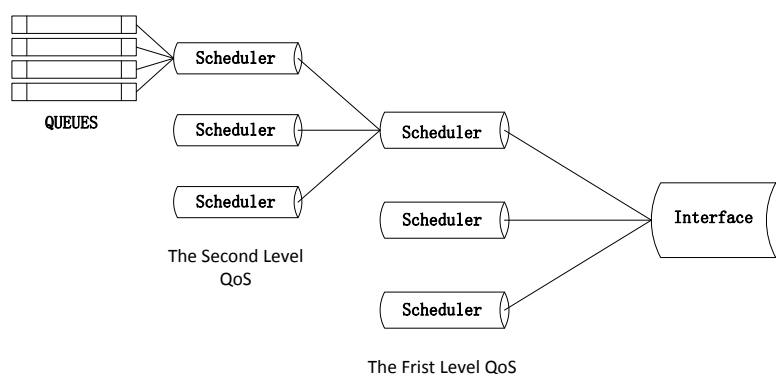 Scheduler
QUEUES
Scheduler
Scheduler
Scheduler
Interface
Scheduler
The Second Level
QoS
Scheduler
The Frist Level QoS